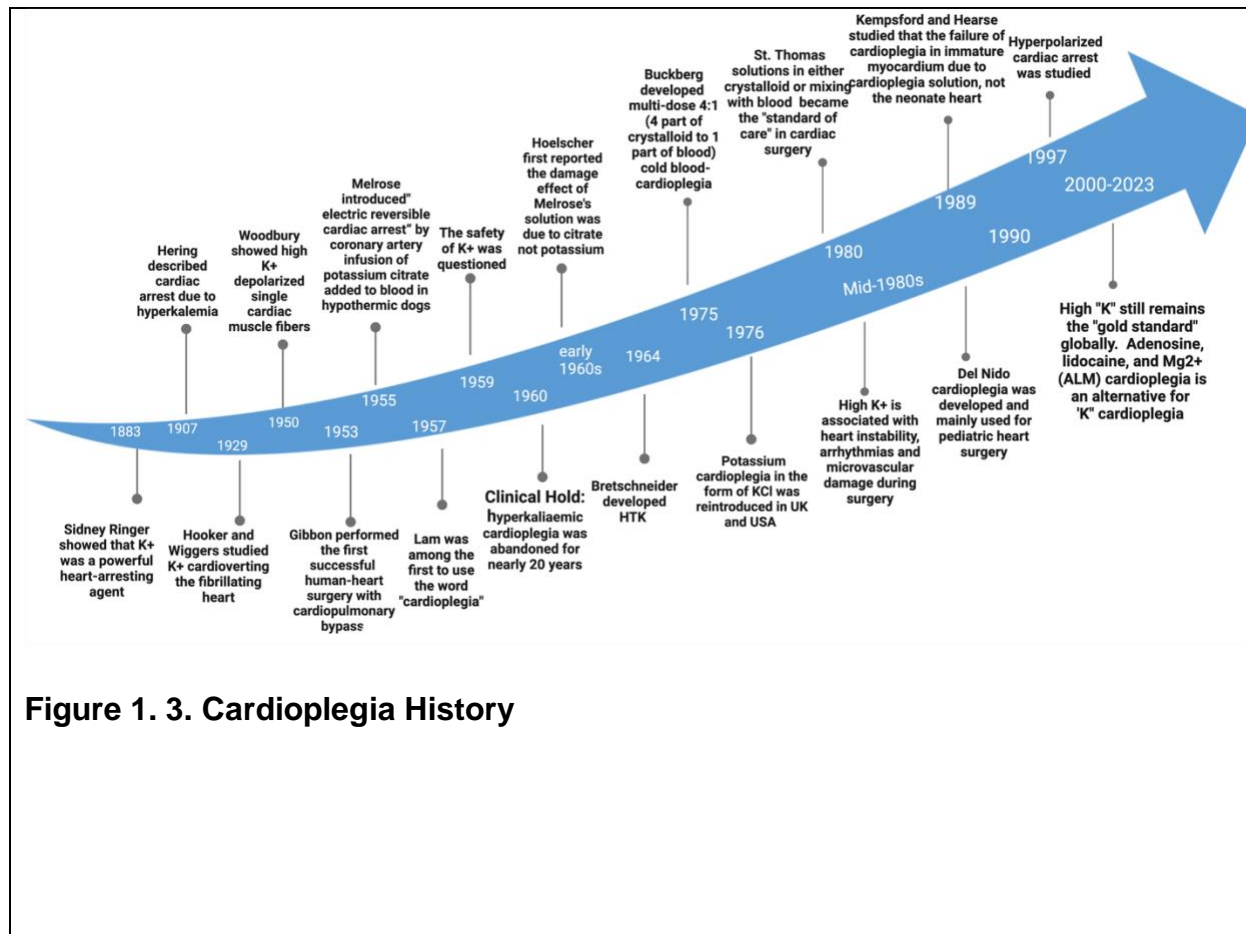 Hering
described
cardiac
arrest due to
hyperkalemia
Woodbury
showed high
K+
depolarized
single
cardiac
muscle fibers
Melrose
introduced"
electric reversible
cardiac arrest" by
coronary artery
infusion of
potassium citrate
added to blood in
hypothermic dogs
The safety
of K+ was
questioned
Hoelscher
first reported
the damage
effect of
Melrose's
solution was
due to citrate
not potassium
Buckberg
developed
multi-dose 4:1
(4 part of
crystalloid to 1
part of blood)
cold blood-
cardioplegia
St. Thomas
solutions in either
crystalloid or mixing
with blood became
the "standard of
care" in cardiac
surgery
Kempsford and Hearse
studied that the failure of
cardioplegia in immature
myocardium due to
cardioplegia solution, not
the neonate heart
Hyperpolarized
cardiac arrest
was studied
1883
1907
1929
1950
1953
1955
1957
1959
1960
early
1960s
1964
1975
1976
1980
Mid-1980s
1989
1990
1997
2000-2023
Sidney Ringer
showed that K+
was a powerful
heart-arresting
agent
Hooker and
Wiggers studied
K+ cardioverting
the fibrillating
heart
Gibbon performed
the first
successful
human-heart
surgery with
cardiopulmonary
bypass
Lam was
among the
first to use
the word
"cardioplegia"
Clinical Hold:
hyperkaliaemic
cardioplegia was
abandoned for
nearly 20 years
Bretschneider
developed
HTK
Potassium
cardioplegia in the
form of KCl was
reintroduced in UK
and USA
High K+ is
associated with
heart instability,
arrhythmias and
microvascular
damage during
surgery
Del Nido
cardioplegia was
developed and
mainly used for
pediatric heart
surgery
High "K" still remains
the "gold standard"
globally. Adenosine,
lidocaine, and Mg2+
(ALM) cardioplegia is
an alternative for
'K" cardioplegia
Figure 1. 3. Cardioplegia History